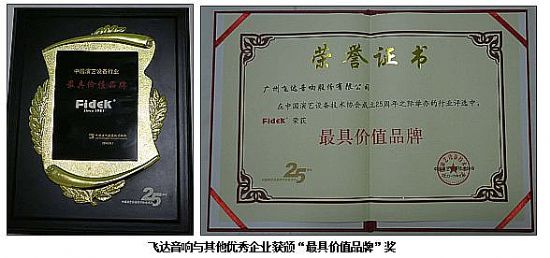 中国演艺设备行业
最具价值品牌
FideK®
Since 1981
25
荣誉证书
广州飞达音响股份有限公司
在中国演艺设备技术协会成立25周年之际举办的行业评选中，
FideK® 荣获
最具价值品牌
25
飞达音响与其他优秀企业获颁“最具价值品牌”奖